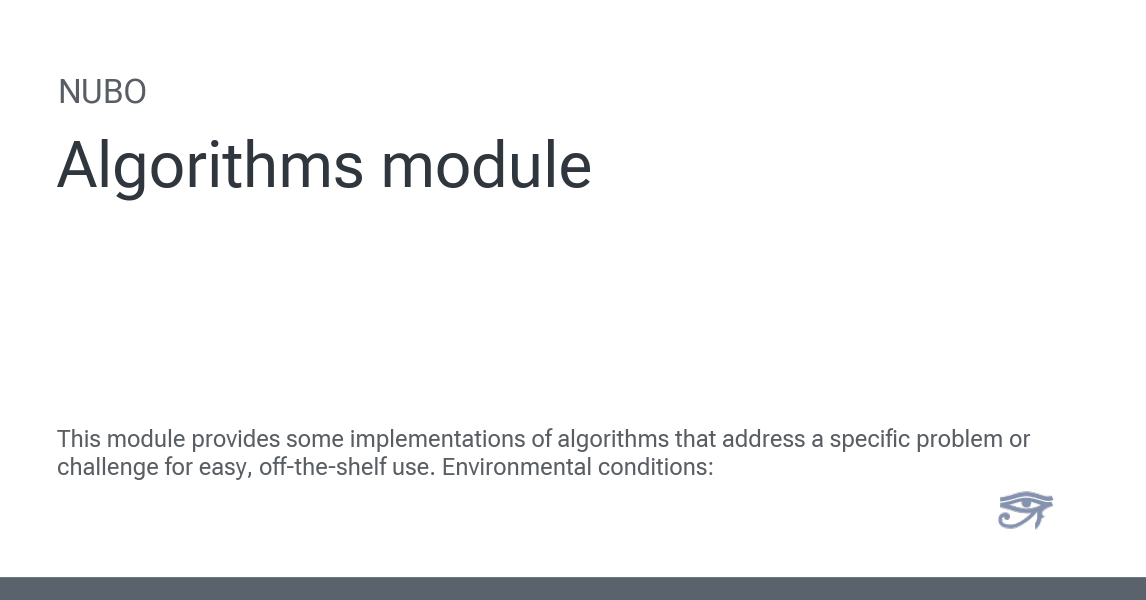 NUBO
Algorithms module
This module provides some implementations of algorithms that address a specific problem or
challenge for easy, off-the-shelf use. Environmental conditions: